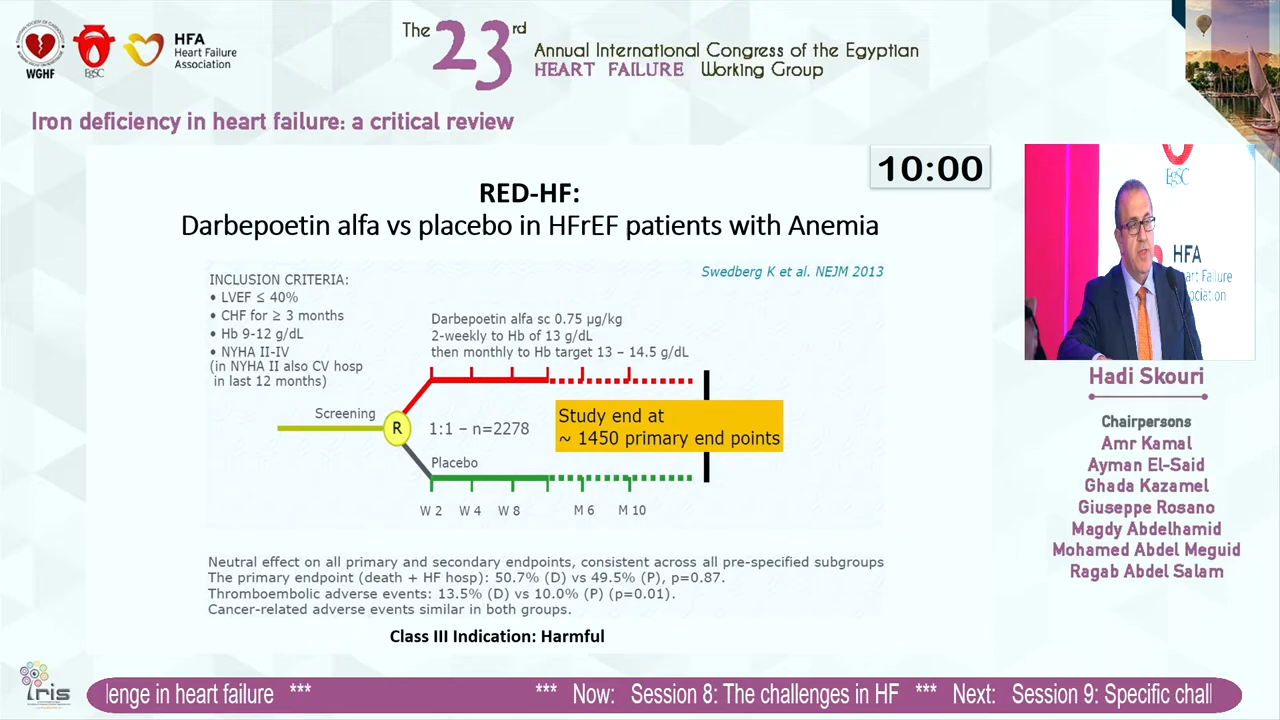 WGHF
EgSC
HFA
Heart Failure
Association
The 23rd
Annual International Congress of the Egyptian
HEART FAILURE Working Group
Iron deficiency in heart failure: a critical review
10:00
RED-HF:
Darbepoetin alfa vs placebo in HFrEF patients with Anemia
Swedberg K et al. NEJM 2013
INCLUSION CRITERIA:
• LVEF ≤ 40%
• CHF for ≥ 3 months
• Hb 9-12 g/dL
• NYHA II-IV
(in NYHA II also CV hosp
in last 12 months)
Darbepoetin alfa sc 0.75 µg/kg
2-weekly to Hb of 13 g/dL
then monthly to Hb target 13 – 14.5 g/dL
Screening
R
1:1 – n=2278
Study end at
~ 1450 primary end points
Placebo
W 2 W 4 W 8 M 6 M 10
Neutral effect on all primary and secondary endpoints, consistent across all pre-specified subgroups
The primary endpoint (death + HF hosp): 50.7% (D) vs 49.5% (P), p=0.87.
Thromboembolic adverse events: 13.5% (D) vs 10.0% (P) (p=0.01).
Cancer-related adverse events similar in both groups.
Class III Indication: Harmful
EgSC
HFA
art Failure
ociation
Hadi Skouri
Chairpersons
Amr Kamal
Ayman El-Said
Ghada Kazamel
Giuseppe Rosano
Magdy Abdelhamid
Mohamed Abdel Meguid
Ragab Abdel Salam
iris
lenge in heart failure *** *** Now: Session 8: The challenges in HF *** Next: Session 9: Specific chall